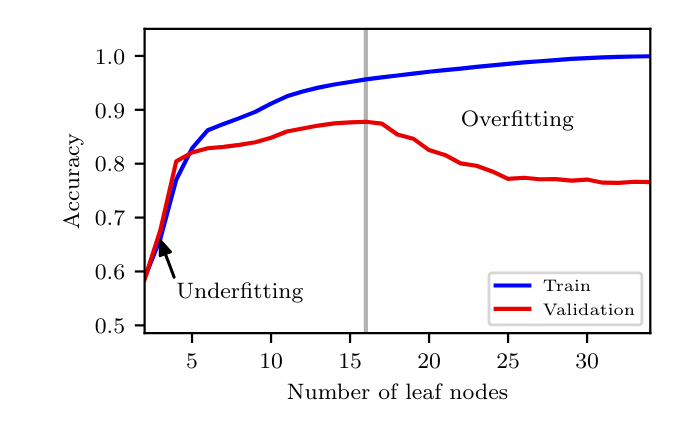 1.0
0.9
0.8
0.7
0.6
0.5
Accuracy
Overfitting
Underfitting
Train
Validation
5 10 15 20 25 30
Number of leaf nodes